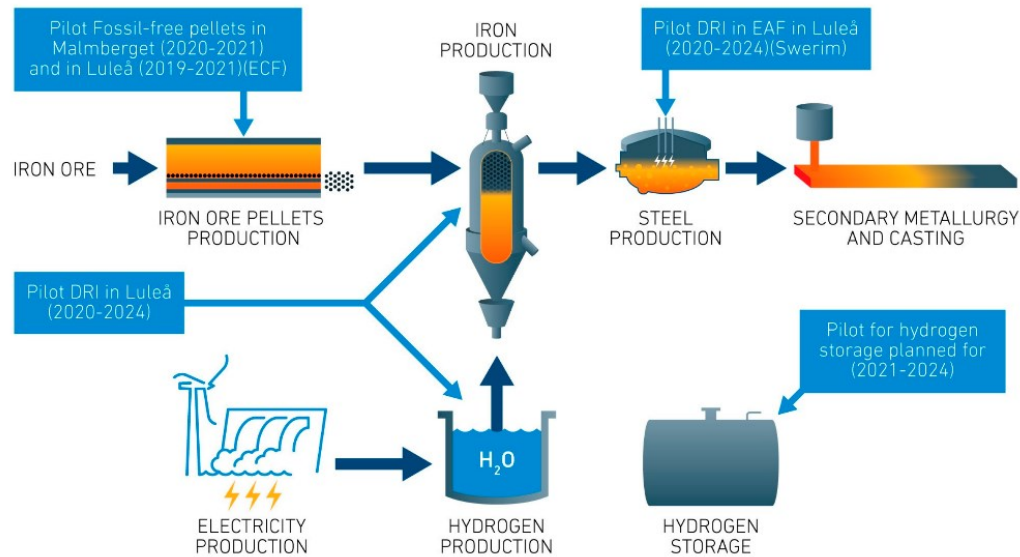 Pilot Fossil-free pellets in
Malmberget (2020-2021)
and in Luleå (2019-2021)(ECF)
IRON
PRODUCTION
Pilot DRI in EAF in Luleå
(2020-2024)(Swerim)
IRON ORE
IRON ORE PELLETS
PRODUCTION
STEEL
PRODUCTION
SECONDARY METALLURGY
AND CASTING
Pilot DRI in Luleå
(2020-2024)
Pilot for hydrogen
storage planned for
(2021-2024)
H₂O
ELECTRICITY
PRODUCTION
HYDROGEN
PRODUCTION
HYDROGEN
STORAGE